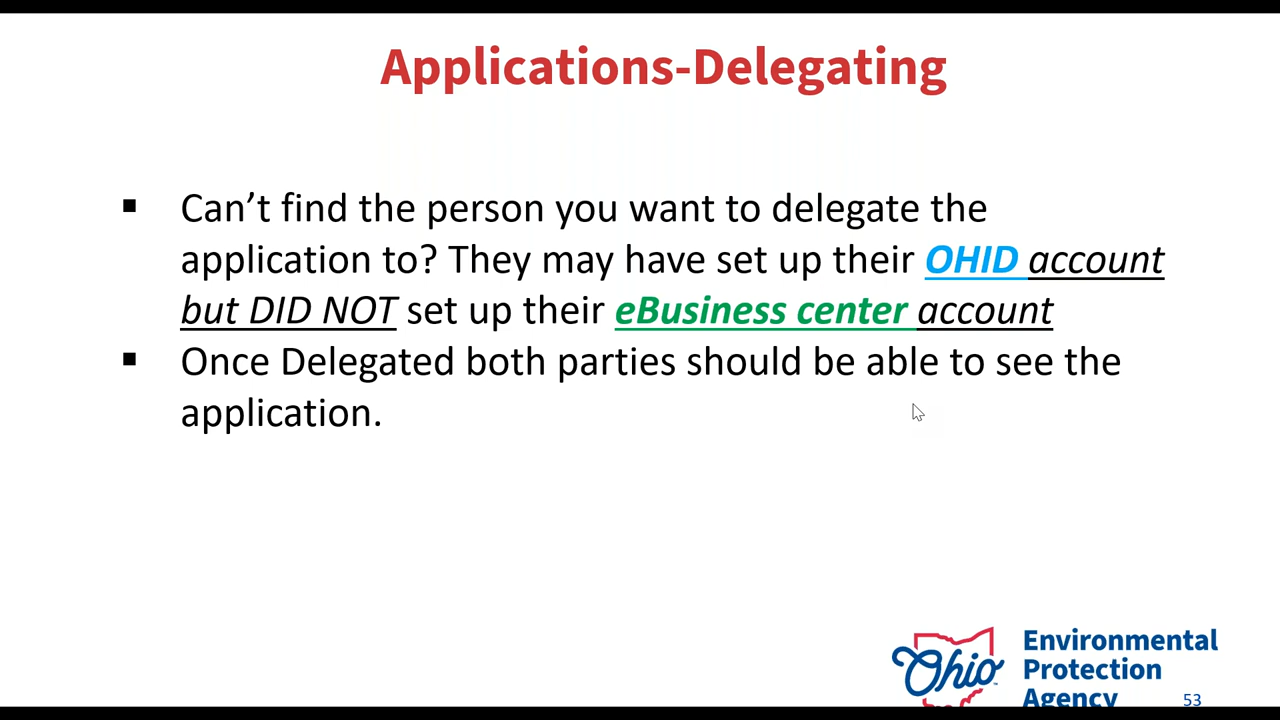 Applications-Delegating
▪ Can’t find the person you want to delegate the
application to? They may have set up their OHID account
but DID NOT set up their eBusiness center account
▪ Once Delegated both parties should be able to see the
application.
Ohio
Environmental
Protection
Agency
53